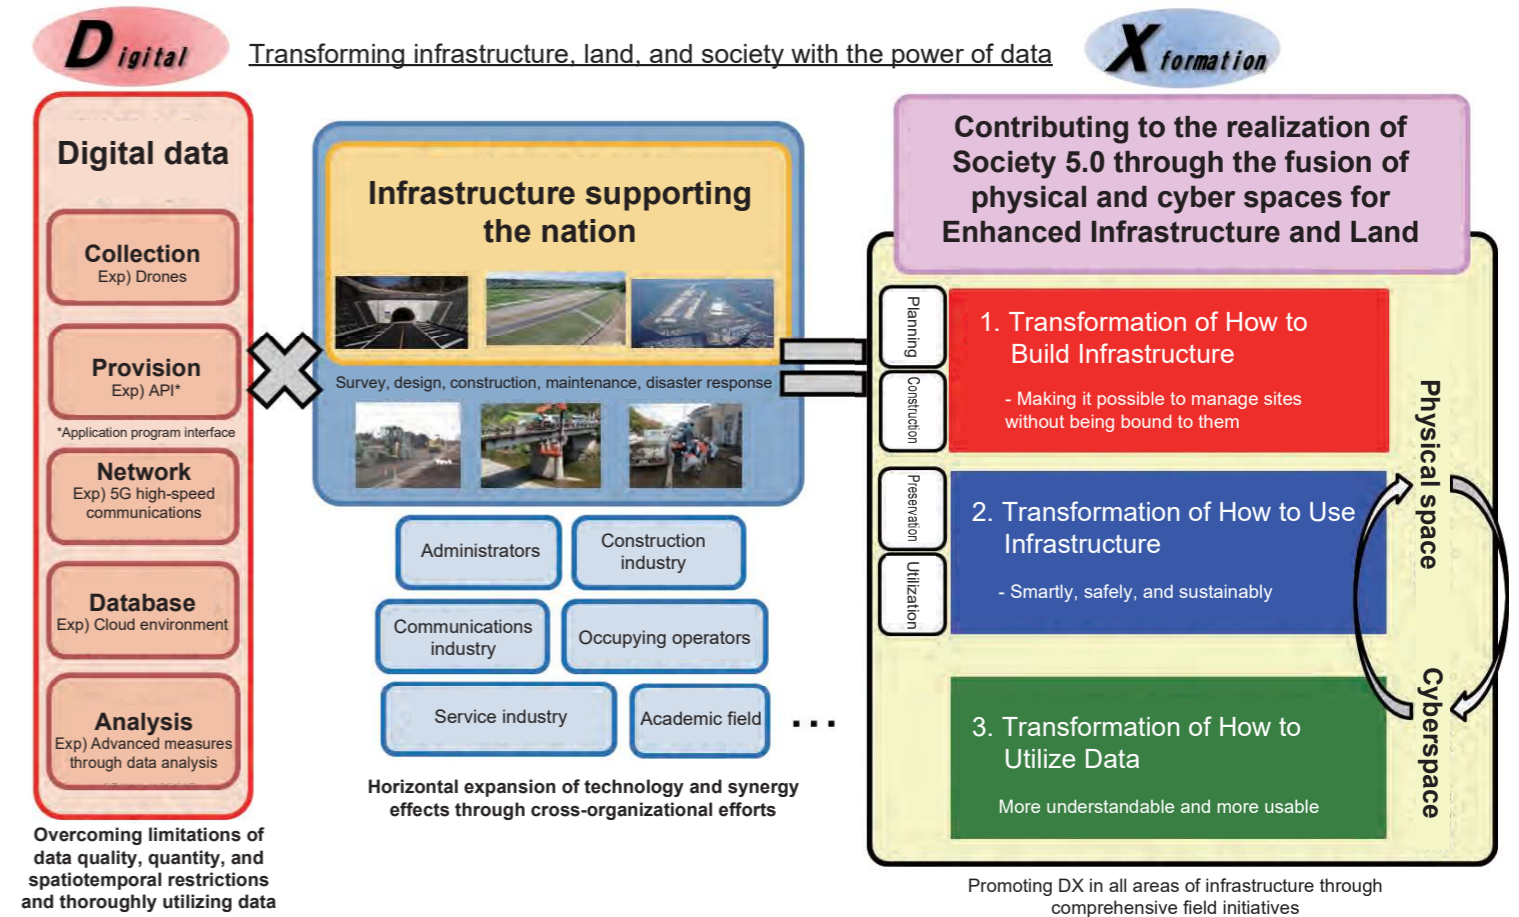 Digital
Transforming infrastructure, land, and society with the power of data
X formation
Digital data
Collection
Exp) Drones
Provision
Exp) API*
*Application program interface
Network
Exp) 5G high-speed
communications
Database
Exp) Cloud environment
Analysis
Exp) Advanced measures
through data analysis
Overcoming limitations of
data quality, quantity, and
spatiotemporal restrictions
and thoroughly utilizing data
Infrastructure supporting
the nation
Survey, design, construction, maintenance, disaster response
Administrators
Construction
industry
Communications
industry
Occupying operators
Service industry
Academic field
...
Horizontal expansion of technology and synergy
effects through cross-organizational efforts
Contributing to the realization of
Society 5.0 through the fusion of
physical and cyber spaces for
Enhanced Infrastructure and Land
Planning
Construction
1. Transformation of How to
Build Infrastructure
- Making it possible to manage sites
without being bound to them
Preservation
Utilization
2. Transformation of How to Use
Infrastructure
- Smartly, safely, and sustainably
3. Transformation of How to
Utilize Data
More understandable and more usable
Physical space
Cyberspace
Promoting DX in all areas of infrastructure through
comprehensive field initiatives